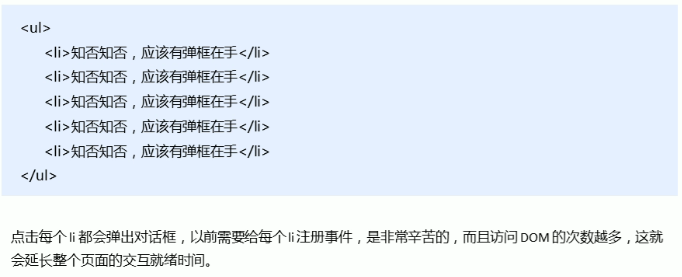 <ul>
<li>知否知否，应该有弹框在手</li>
<li>知否知否，应该有弹框在手</li>
<li>知否知否，应该有弹框在手</li>
<li>知否知否，应该有弹框在手</li>
<li>知否知否，应该有弹框在手</li>
</ul>
点击每个 li 都会弹出对话框，以前需要给每个 li 注册事件，是非常辛苦的，而且访问 DOM 的次数越多，这就
会延长整个页面的交互就绪时间。